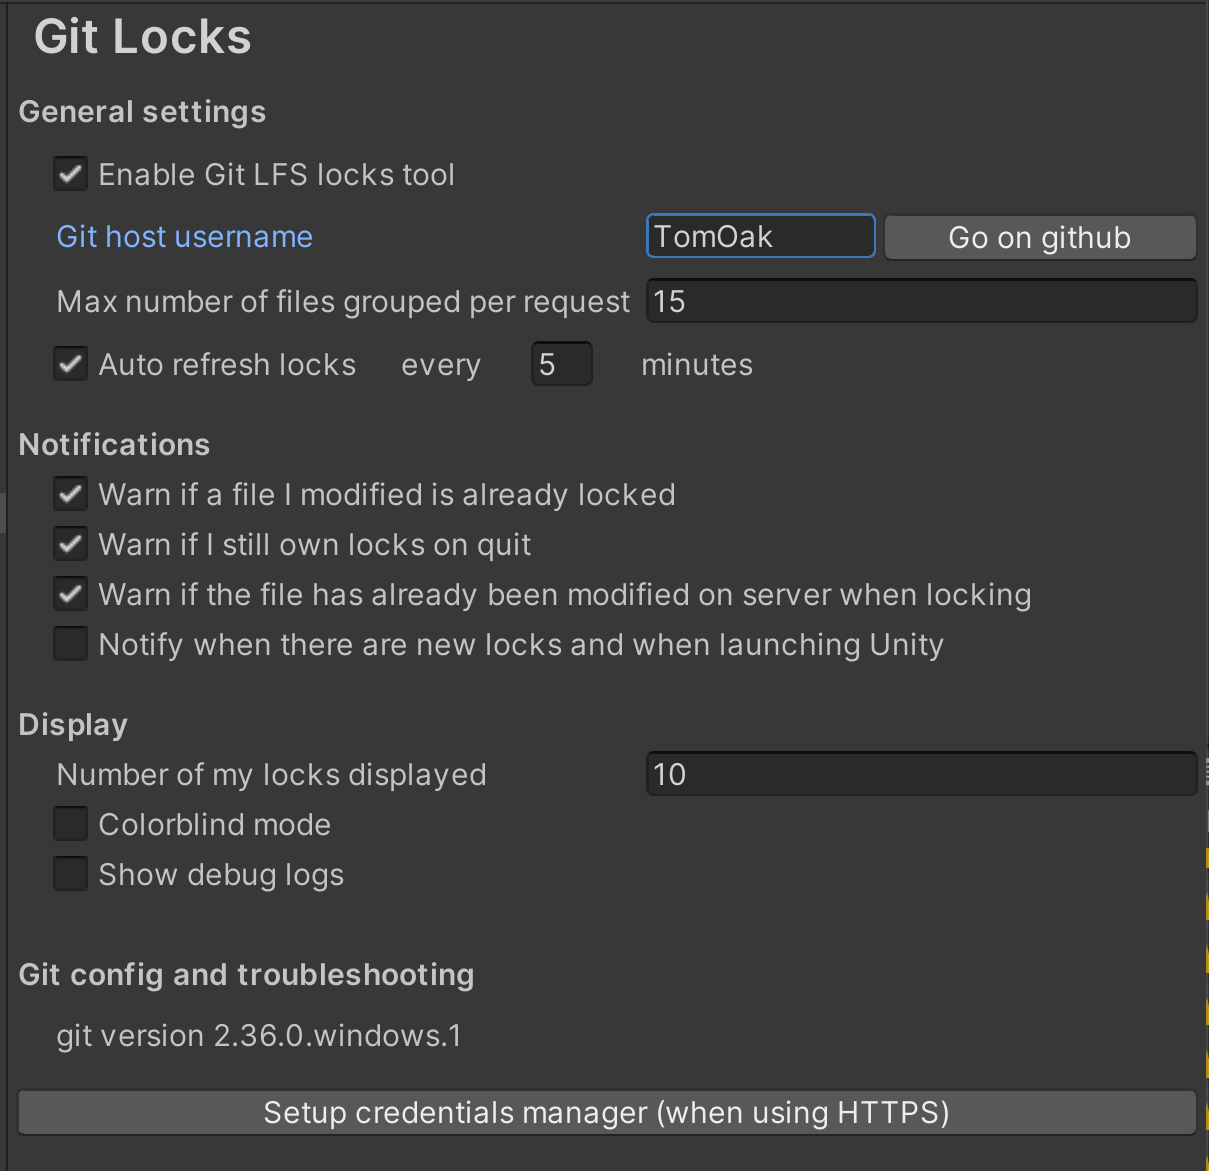 Git Locks
General settings
Enable Git LFS locks tool
Git host username TomOak Go on github
Max number of files grouped per request 15
Auto refresh locks every 5 minutes
Notifications
Warn if a file I modified is already locked
Warn if I still own locks on quit
Warn if the file has already been modified on server when locking
Notify when there are new locks and when launching Unity
Display
Number of my locks displayed 10
Colorblind mode
Show debug logs
Git config and troubleshooting
git version 2.36.0.windows.1
Setup credentials manager (when using HTTPS)